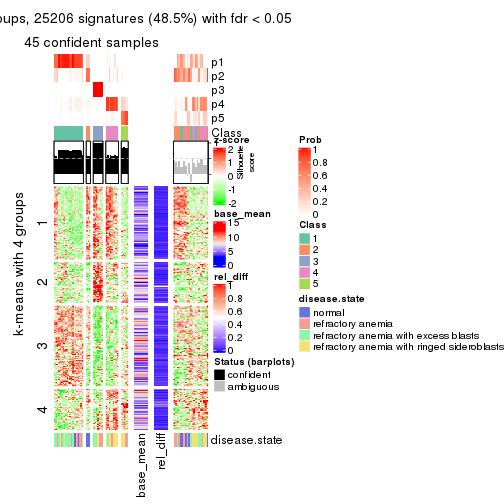 oups, 25206 signatures (48.5%) with fdr < 0.05
45 confident samples
p1
p2
p3
p4
p5
Class
1
Silhouette
score
k-means with 4 groups
1
2
3
4
disease.state
base_mean
rel_diff
z-score
2
1
0
-1
-2
base_mean
15
10
5
0
rel_diff
1
0.8
0.6
0.4
0.2
0
Status (barplots)
confident
ambiguous
Prob
1
0.8
0.6
0.4
0.2
0
Class
1
2
3
4
5
disease.state
normal
refractory anemia
refractory anemia with excess blasts
refractory anemia with ringed sideroblasts